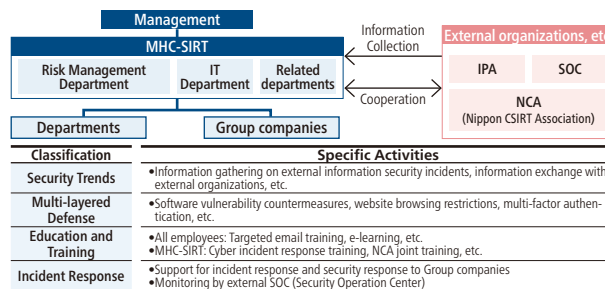 Management
MHC-SIRT
Risk Management
Department
IT
Department
Related
departments
Departments
Group companies
Information
Collection
Cooperation
External organizations, etc
IPA
SOC
NCA
(Nippon CSIRT Association)
Classification
Specific Activities
Security Trends
•Information gathering on external information security incidents, information exchange with
external organizations, etc.
Multi-layered
Defense
•Software vulnerability countermeasures, website browsing restrictions, multi-factor authen-
tication, etc.
Education and
Training
•All employees: Targeted email training, e-learning, etc.
•MHC-SIRT: Cyber incident response training, NCA joint training, etc.
Incident Response
•Support for incident response and security response to Group companies
•Monitoring by external SOC (Security Operation Center)